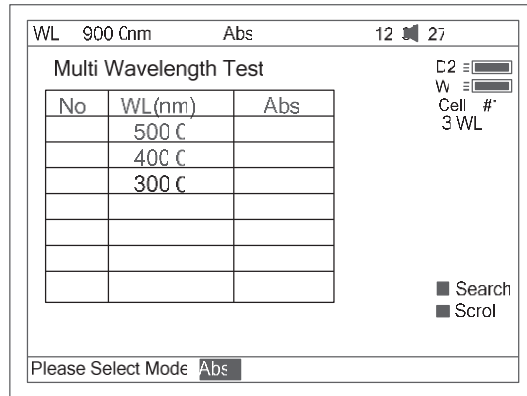 WL 900 0nm Abs 12 27
Multi Wavelength Test
D2
W
No WL(nm) Abs
Cell #1
3 WL
500 0
400 0
300 0
Search
Scrol
Please Select Mode Abs